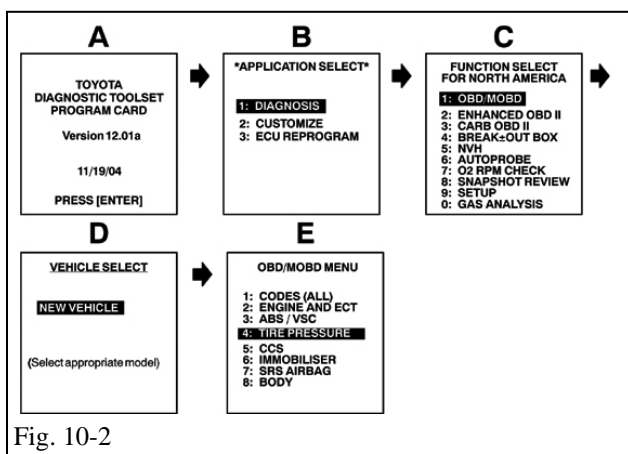 A
TOYOTA
DIAGNOSTIC TOOLSET
PROGRAM CARD
Version 12.01a
11/19/04
PRESS [ENTER]
B
*APPLICATION SELECT*
1: DIAGNOSIS
2: CUSTOMIZE
3: ECU REPROGRAM
C
FUNCTION SELECT
FOR NORTH AMERICA
1: OBD/MOBD
2: ENHANCED OBD II
3: CARB OBD II
4: BREAK±OUT BOX
5: NVH
6: AUTOPROBE
7: O2 RPM CHECK
8: SNAPSHOT REVIEW
9: SETUP
0: GAS ANALYSIS
D
VEHICLE SELECT
NEW VEHICLE
(Select appropriate model)
E
OBD/MOBD MENU
1: CODES (ALL)
2: ENGINE AND ECT
3: ABS / VSC
4: TIRE PRESSURE
5: CCS
6: IMMOBILISER
7: SRS AIRBAG
8: BODY
Fig. 10-2